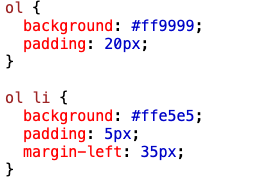 ol {
  background: #ff9999;
  padding: 20px;
}

ol li {
  background: #ffe5e5;
  padding: 5px;
  margin-left: 35px;
}